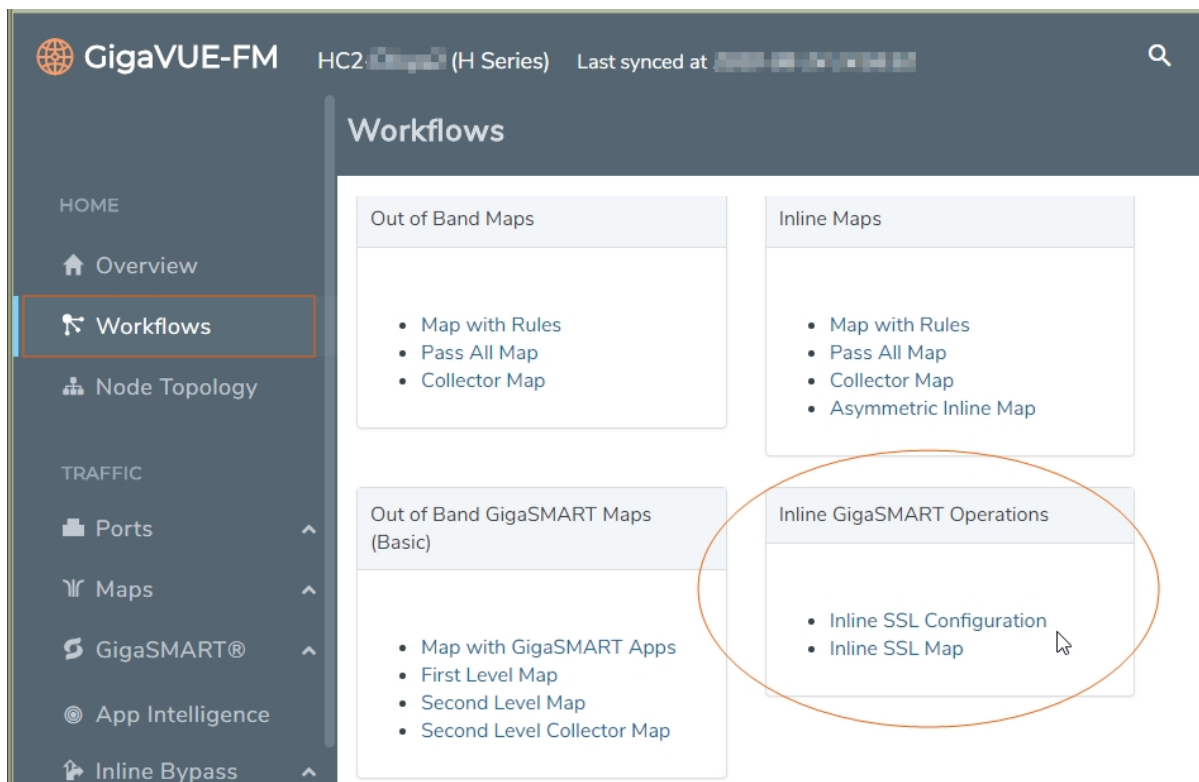 GigaVUE-FM
HC2- (H Series) Last synced at
Workflows
HOME
Overview
Workflows
Node Topology
TRAFFIC
Ports
Maps
GigaSMART®
App Intelligence
Inline Bypass
Out of Band Maps
Map with Rules
Pass All Map
Collector Map
Inline Maps
Map with Rules
Pass All Map
Collector Map
Asymmetric Inline Map
Out of Band GigaSMART Maps
(Basic)
Map with GigaSMART Apps
First Level Map
Second Level Map
Second Level Collector Map
Inline GigaSMART Operations
Inline SSL Configuration
Inline SSL Map